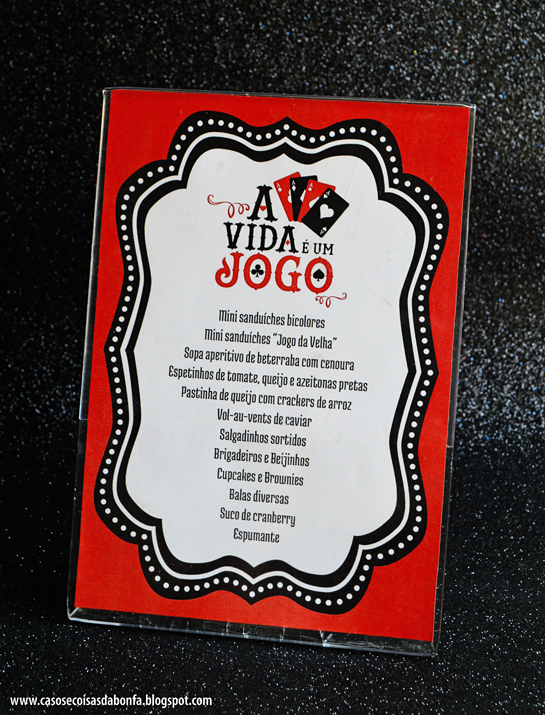 A
VIDA É UM
JOGO
Mini sanduíches bicolores
Mini sanduíches "Jogo da Velha"
Sopa aperitivo de beterraba com cenoura
Espetinhos de tomate, queijo e azeitonas pretas
Pastinha de queijo com crackers de arroz
Vol-au-vents de caviar
Salgadinhos sortidos
Brigadeiros e Beijinhos
Cupcakes e Brownies
Balas diversas
Suco de cranberry
Espumante
www.casosecoisasdabonfa.blogspot.com